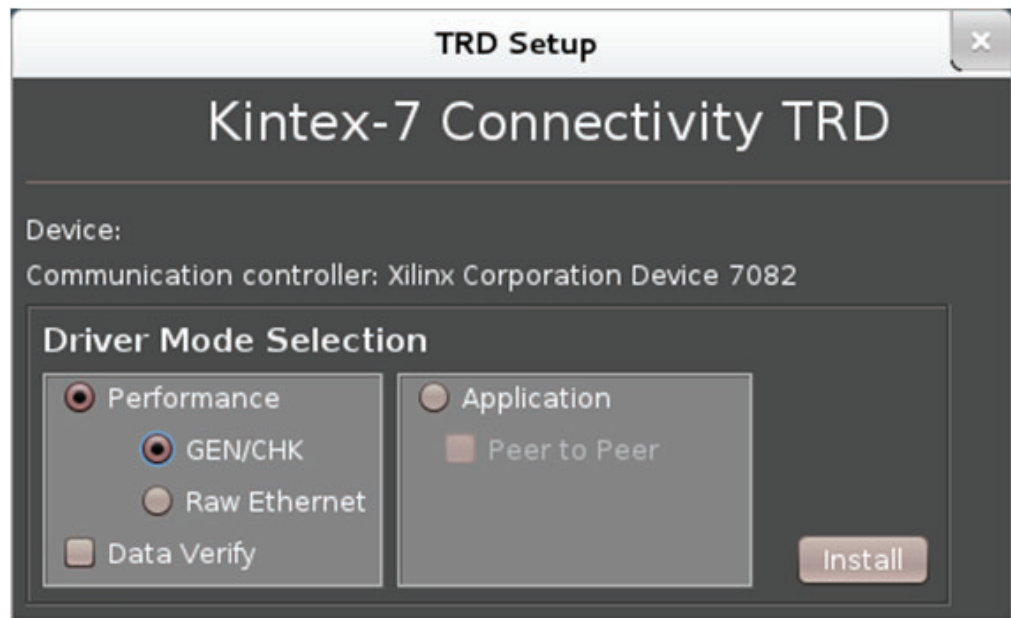 TRD Setup
Kintex-7 Connectivity TRD
Device:
Communication controller: Xilinx Corporation Device 7082
Driver Mode Selection
Performance
GEN/CHK
Raw Ethernet
Data Verify
Application
Peer to Peer
Install